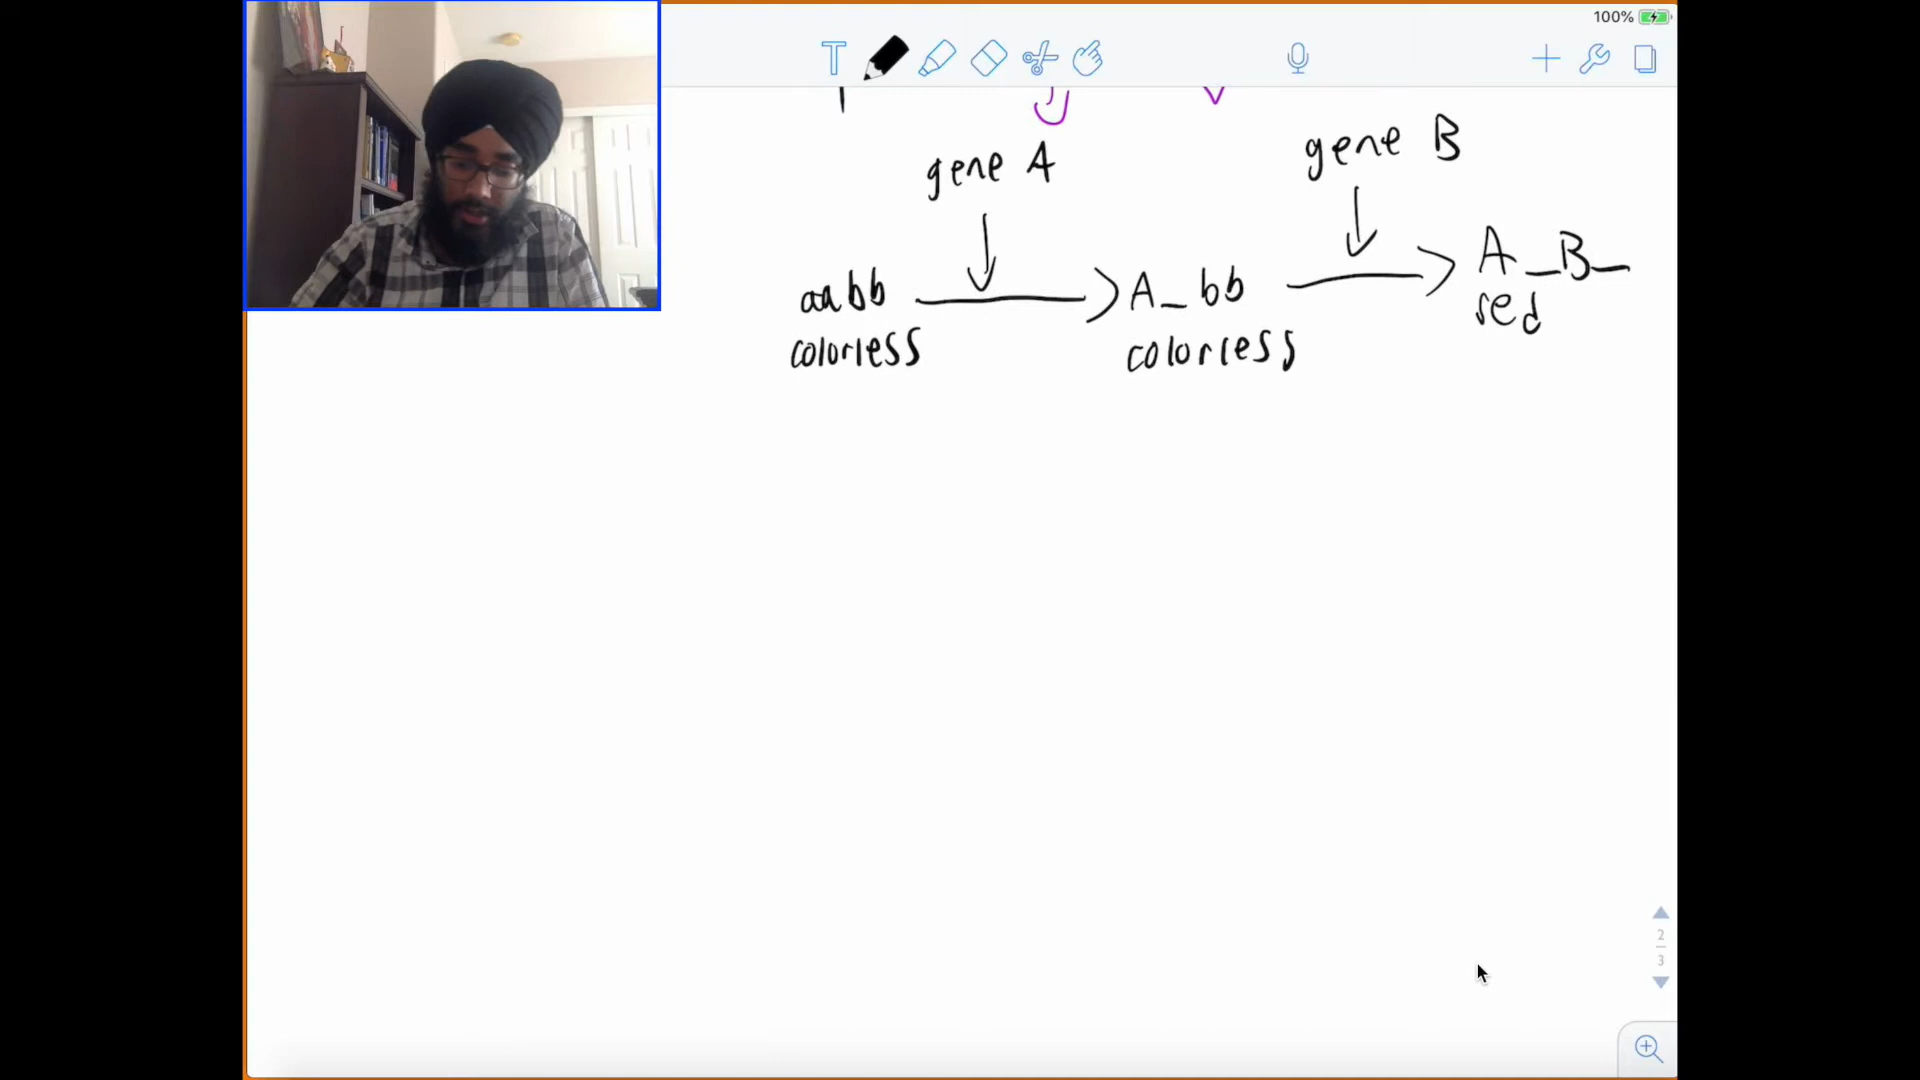 100%
T
gene A
gene B
aabb
A_bb
A_B_
colorless
colorless
red
2
3